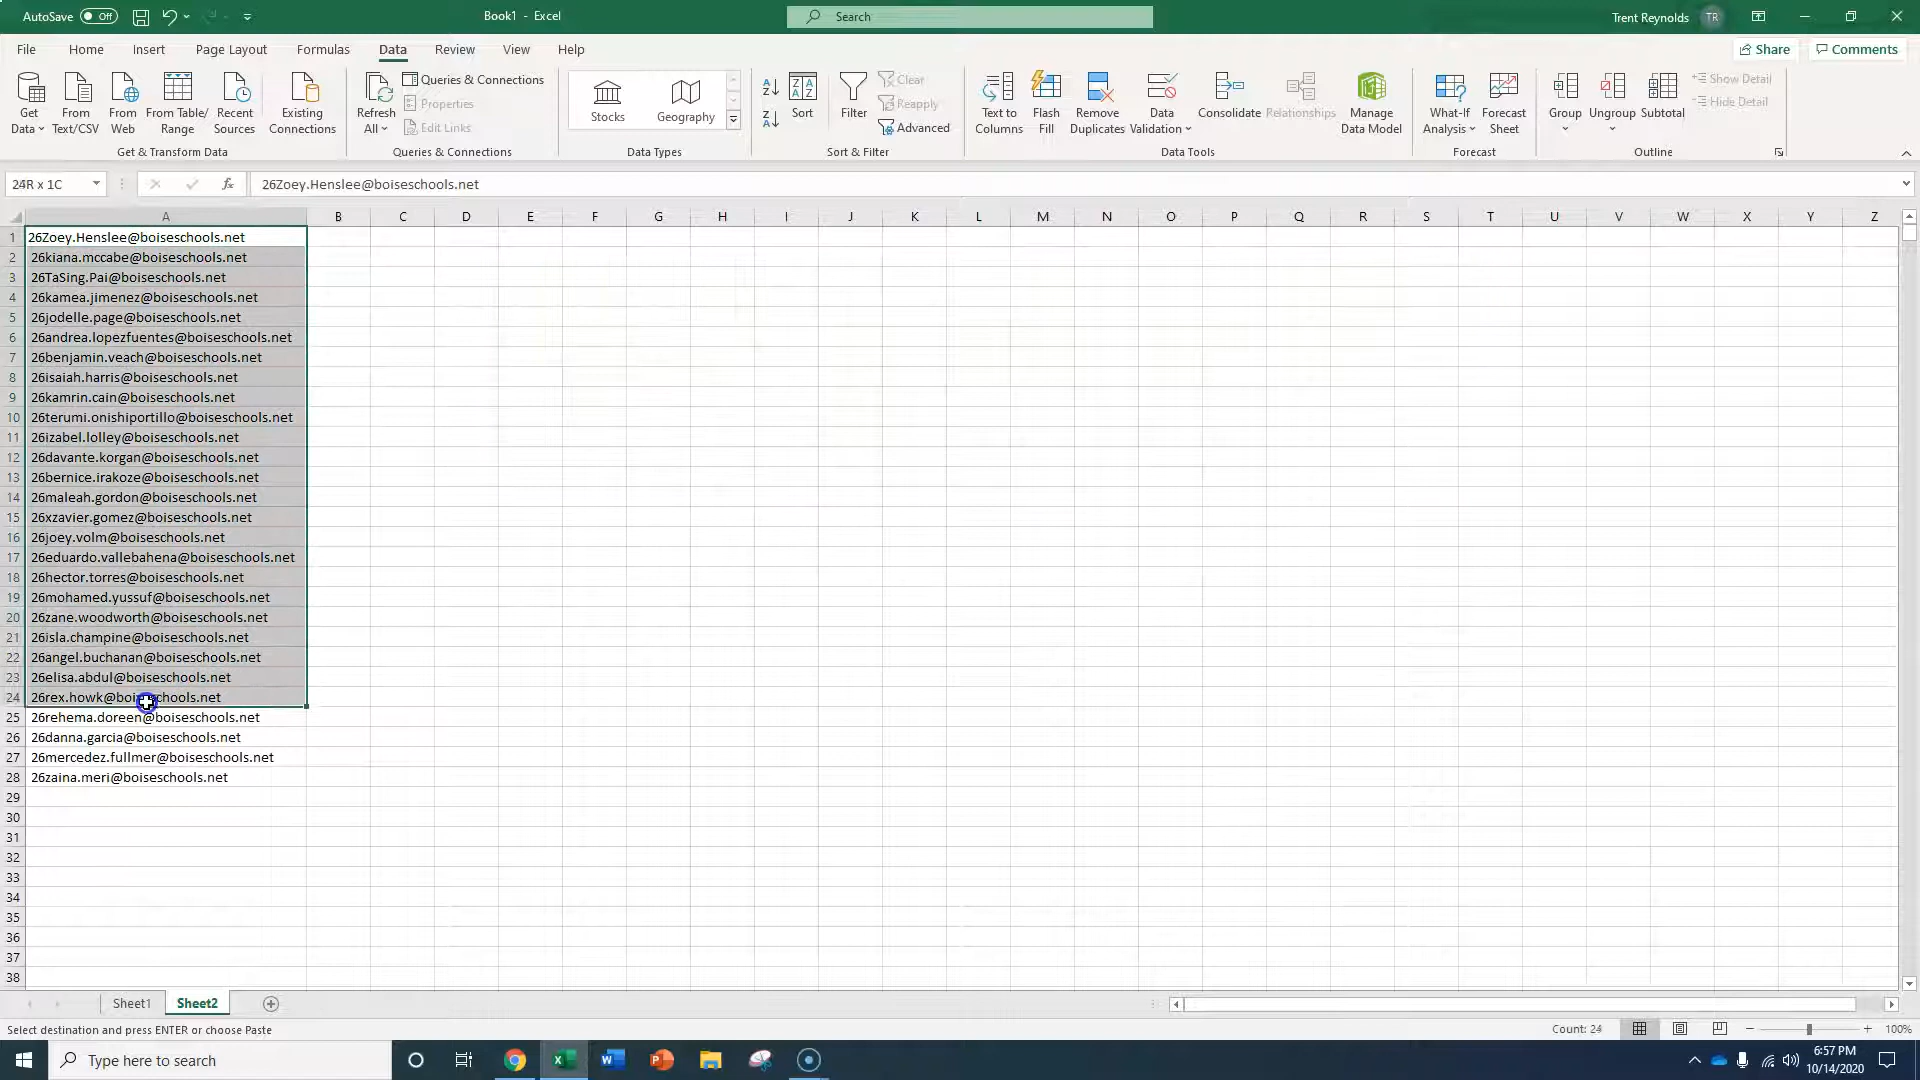 AutoSave Off Book1 - Excel Search Trent Reynolds TR
File Home Insert Page Layout Formulas Data Review View Help Share Comments
Get Data From Text/CSV From Web From Table/Range Recent Sources Existing Connections
Get & Transform Data
Refresh All Queries & Connections Properties Edit Links
Queries & Connections
Stocks Geography
Data Types
Sort Filter Clear Reapply Advanced
Sort & Filter
Text to Columns Flash Fill Remove Duplicates Data Validation Consolidate Relationships Manage Data Model
Data Tools
What-If Analysis Forecast Sheet
Forecast
Group Ungroup Subtotal Show Detail Hide Detail
Outline
24R x 1C fx 26Zoey.Henslee@boiseschools.net
A B C D E F G H I J K L M N O P Q R S T U V W X Y Z
1 26Zoey.Henslee@boiseschools.net
2 26kiana.mccabe@boiseschools.net
3 26TaSing.Pai@boiseschools.net
4 26kamea.jimenez@boiseschools.net
5 26jodelle.page@boiseschools.net
6 26andrea.lopezfuentes@boiseschools.net
7 26benjamin.veach@boiseschools.net
8 26isaiah.harris@boiseschools.net
9 26kamrin.cain@boiseschools.net
10 26terumi.onishiportillo@boiseschools.net
11 26izabel.lolley@boiseschools.net
12 26davante.korgan@boiseschools.net
13 26bernice.irakoze@boiseschools.net
14 26maleah.gordon@boiseschools.net
15 26xzavier.gomez@boiseschools.net
16 26joey.volm@boiseschools.net
17 26eduardo.vallebahena@boiseschools.net
18 26hector.torres@boiseschools.net
19 26mohamed.yussuf@boiseschools.net
20 26zane.woodworth@boiseschools.net
21 26isla.champine@boiseschools.net
22 26angel.buchanan@boiseschools.net
23 26elisa.abdul@boiseschools.net
24 26rex.howk@boiseschools.net
25 26rehema.doreen@boiseschools.net
26 26danna.garcia@boiseschools.net
27 26mercedez.fullmer@boiseschools.net
28 26zaina.meri@boiseschools.net
29
30
31
32
33
34
35
36
37
38
Sheet1 Sheet2
Select destination and press ENTER or choose Paste Count: 24 100%
Type here to search 6:57 PM
10/14/2020